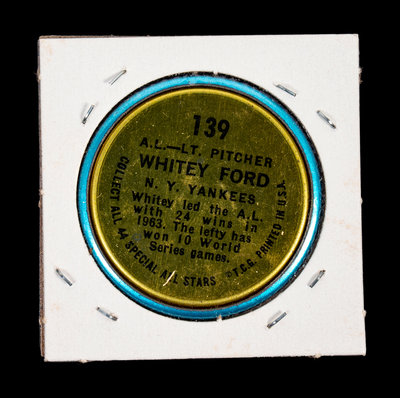 139
A.L.—LT. PITCHER
WHITEY FORD
N. Y. YANKEES
Whitey led the A.L.
with 24 wins in
1963. The lefty has
won 10 World
Series games.
COLLECT ALL 44 SPECIAL ALL STARS ©T.C.G. PRINTED IN U.S.A.